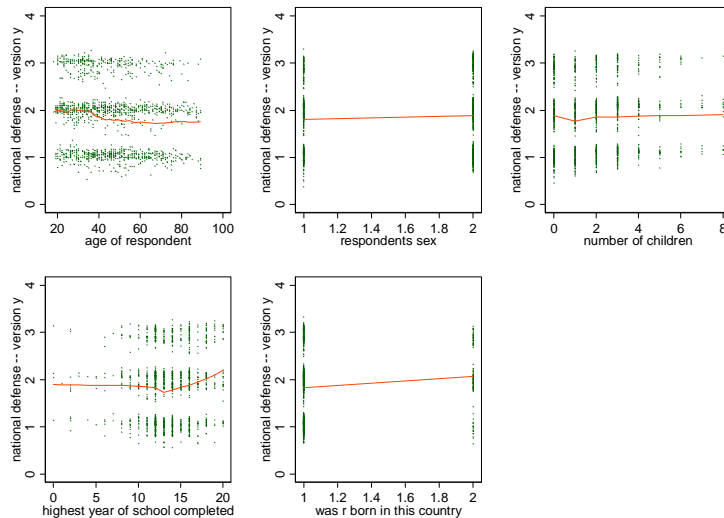 national defense -- version y
4
3
2
1
0
20 40 60 80 100
age of respondent
national defense -- version y
4
3
2
1
0
1 1.2 1.4 1.6 1.8 2
respondents sex
national defense -- version y
4
3
2
1
0
0 2 4 6 8
number of children
national defense -- version y
4
3
2
1
0
0 5 10 15 20
highest year of school completed
national defense -- version y
4
3
2
1
0
1 1.2 1.4 1.6 1.8 2
was r born in this country